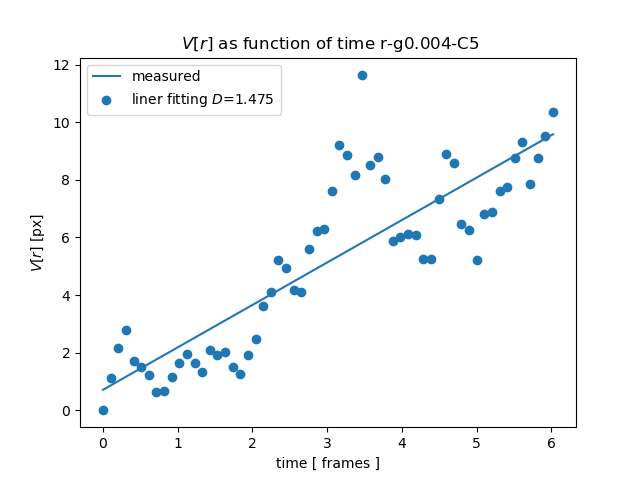 V[r] as function of time r-g0.004-C5
measured
liner fitting D=1.475
12
10
8
6
4
2
0
V[r] [px]
0 1 2 3 4 5 6
time [ frames ]